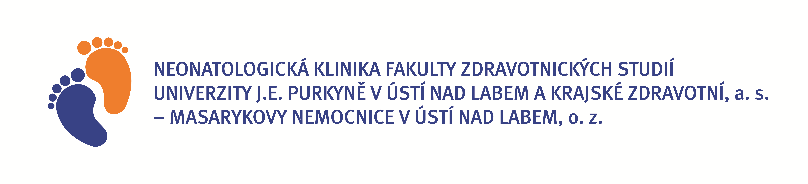 NEONATOLOGICKÁ KLINIKA FAKULTY ZDRAVOTNICKÝCH STUDIÍ
UNIVERZITY J.E. PURKYNĚ V ÚSTÍ NAD LABEM A KRAJSKÉ ZDRAVOTNÍ, a. s.
– MASARYKOVY NEMOCNICE V ÚSTÍ NAD LABEM, o. z.